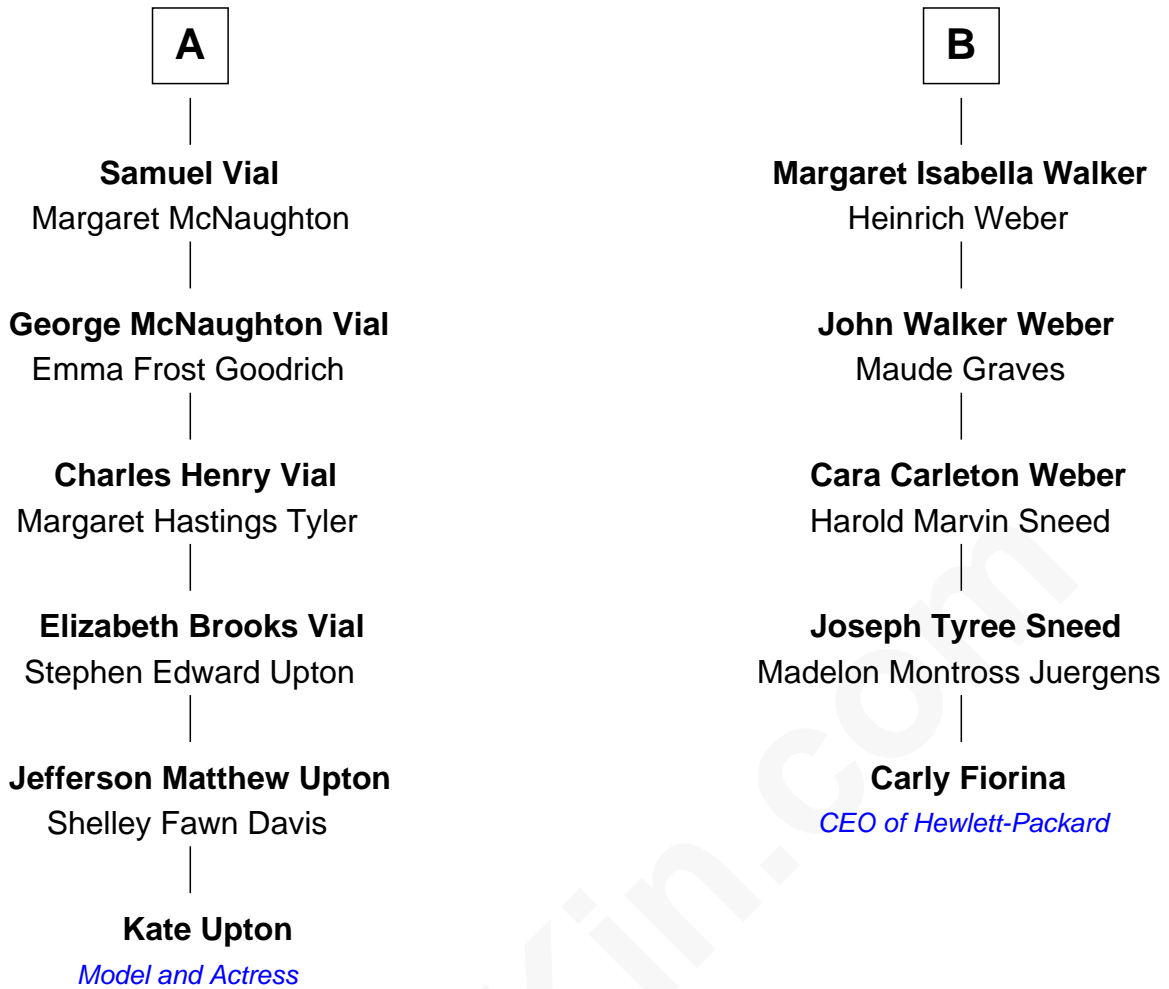 A
Samuel Vial
Margaret McNaughton
George McNaughton Vial
Emma Frost Goodrich
Charles Henry Vial
Margaret Hastings Tyler
Elizabeth Brooks Vial
Stephen Edward Upton
Jefferson Matthew Upton
Shelley Fawn Davis
Kate Upton
Model and Actress
B
Margaret Isabella Walker
Heinrich Weber
John Walker Weber
Maude Graves
Cara Carleton Weber
Harold Marvin Sneed
Joseph Tyree Sneed
Madelon Montross Juergens
Carly Fiorina
CEO of Hewlett-Packard